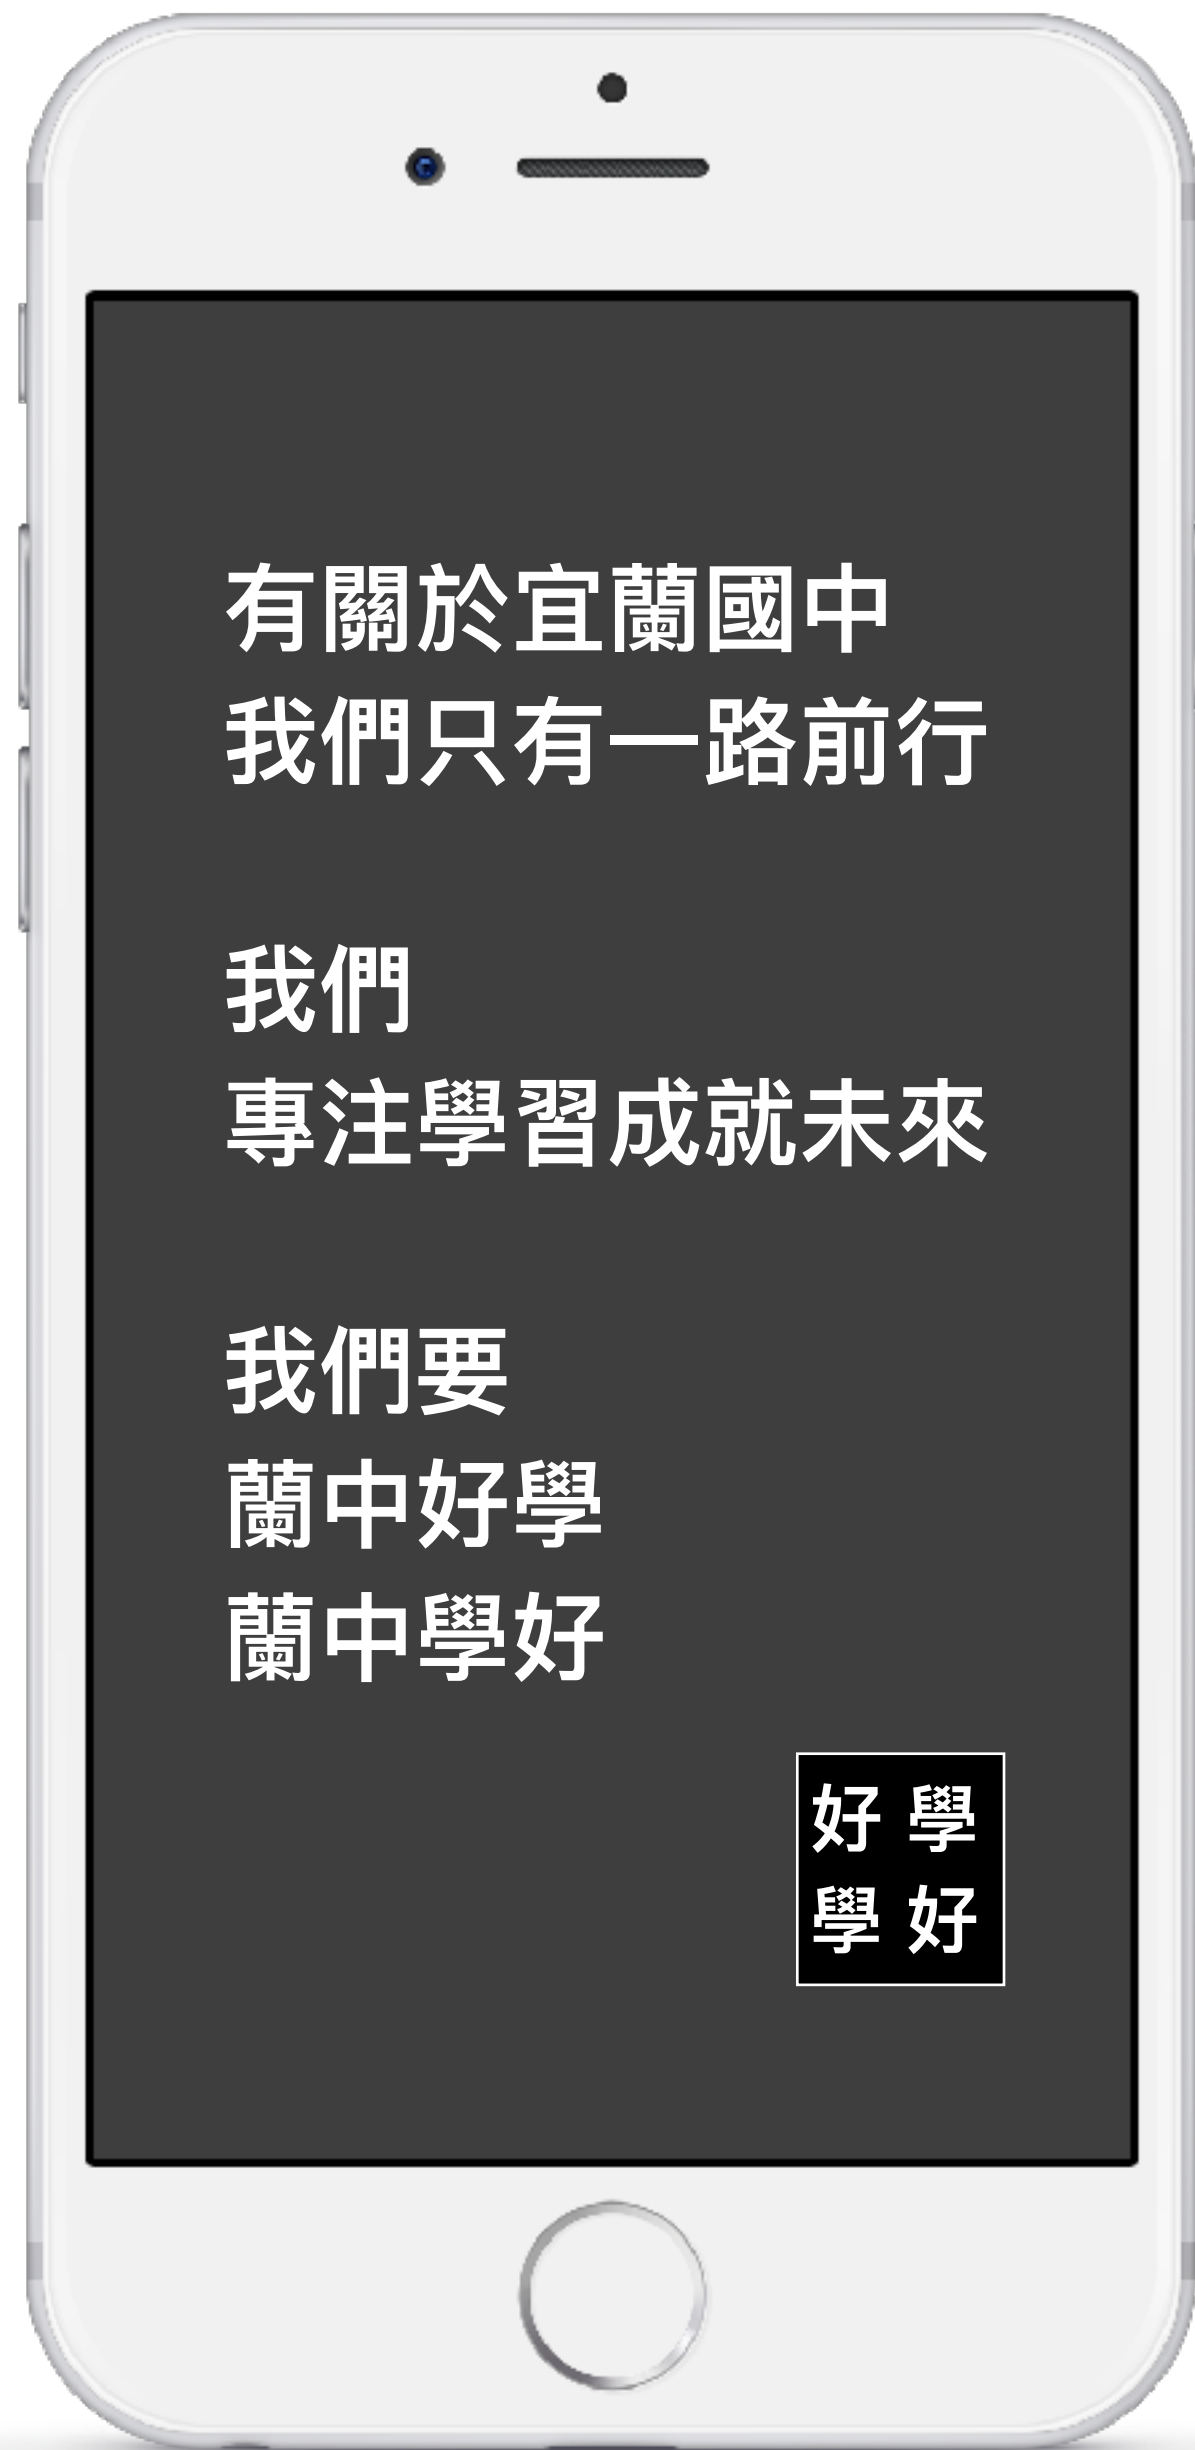 有關於宜蘭國中
我們只有一路前行
我們
專注學習成就未來
我們要
蘭中好學
蘭中學好
好學
學好